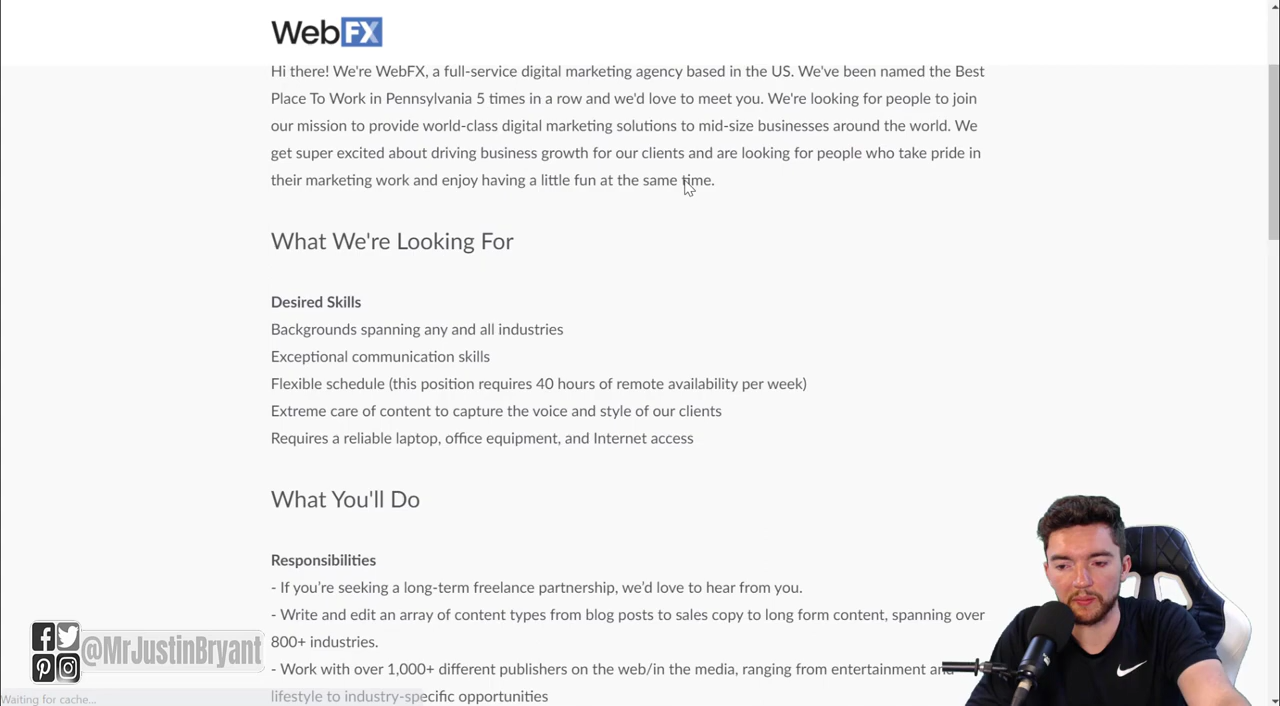 WebFX
Hi there! We're WebFX, a full-service digital marketing agency based in the US. We've been named the Best
Place To Work in Pennsylvania 5 times in a row and we'd love to meet you. We're looking for people to join
our mission to provide world-class digital marketing solutions to mid-size businesses around the world. We
get super excited about driving business growth for our clients and are looking for people who take pride in
their marketing work and enjoy having a little fun at the same time.
What We're Looking For
Desired Skills
Backgrounds spanning any and all industries
Exceptional communication skills
Flexible schedule (this position requires 40 hours of remote availability per week)
Extreme care of content to capture the voice and style of our clients
Requires a reliable laptop, office equipment, and Internet access
What You'll Do
Responsibilities
- If you’re seeking a long-term freelance partnership, we’d love to hear from you.
- Write and edit an array of content types from blog posts to sales copy to long form content, spanning over
800+ industries.
- Work with over 1,000+ different publishers on the web/in the media, ranging from entertainment and
lifestyle to industry-specific opportunities
@MrJustinBryant
Waiting for cache...